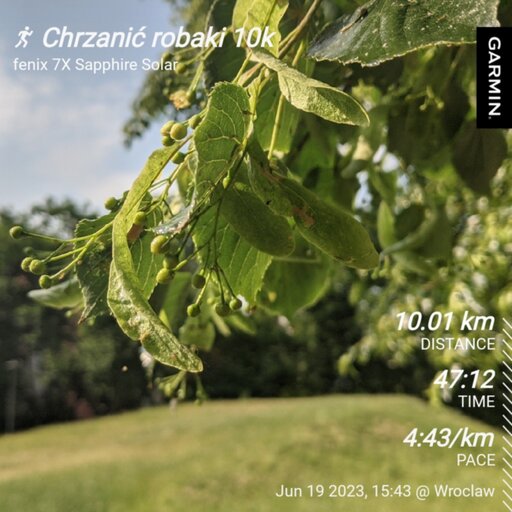 Chrzanić robaki 10k
fenix 7X Sapphire Solar
GARMIN.
10.01 km
DISTANCE
47:12
TIME
4:43/km
PACE
Jun 19 2023, 15:43 @ Wroclaw